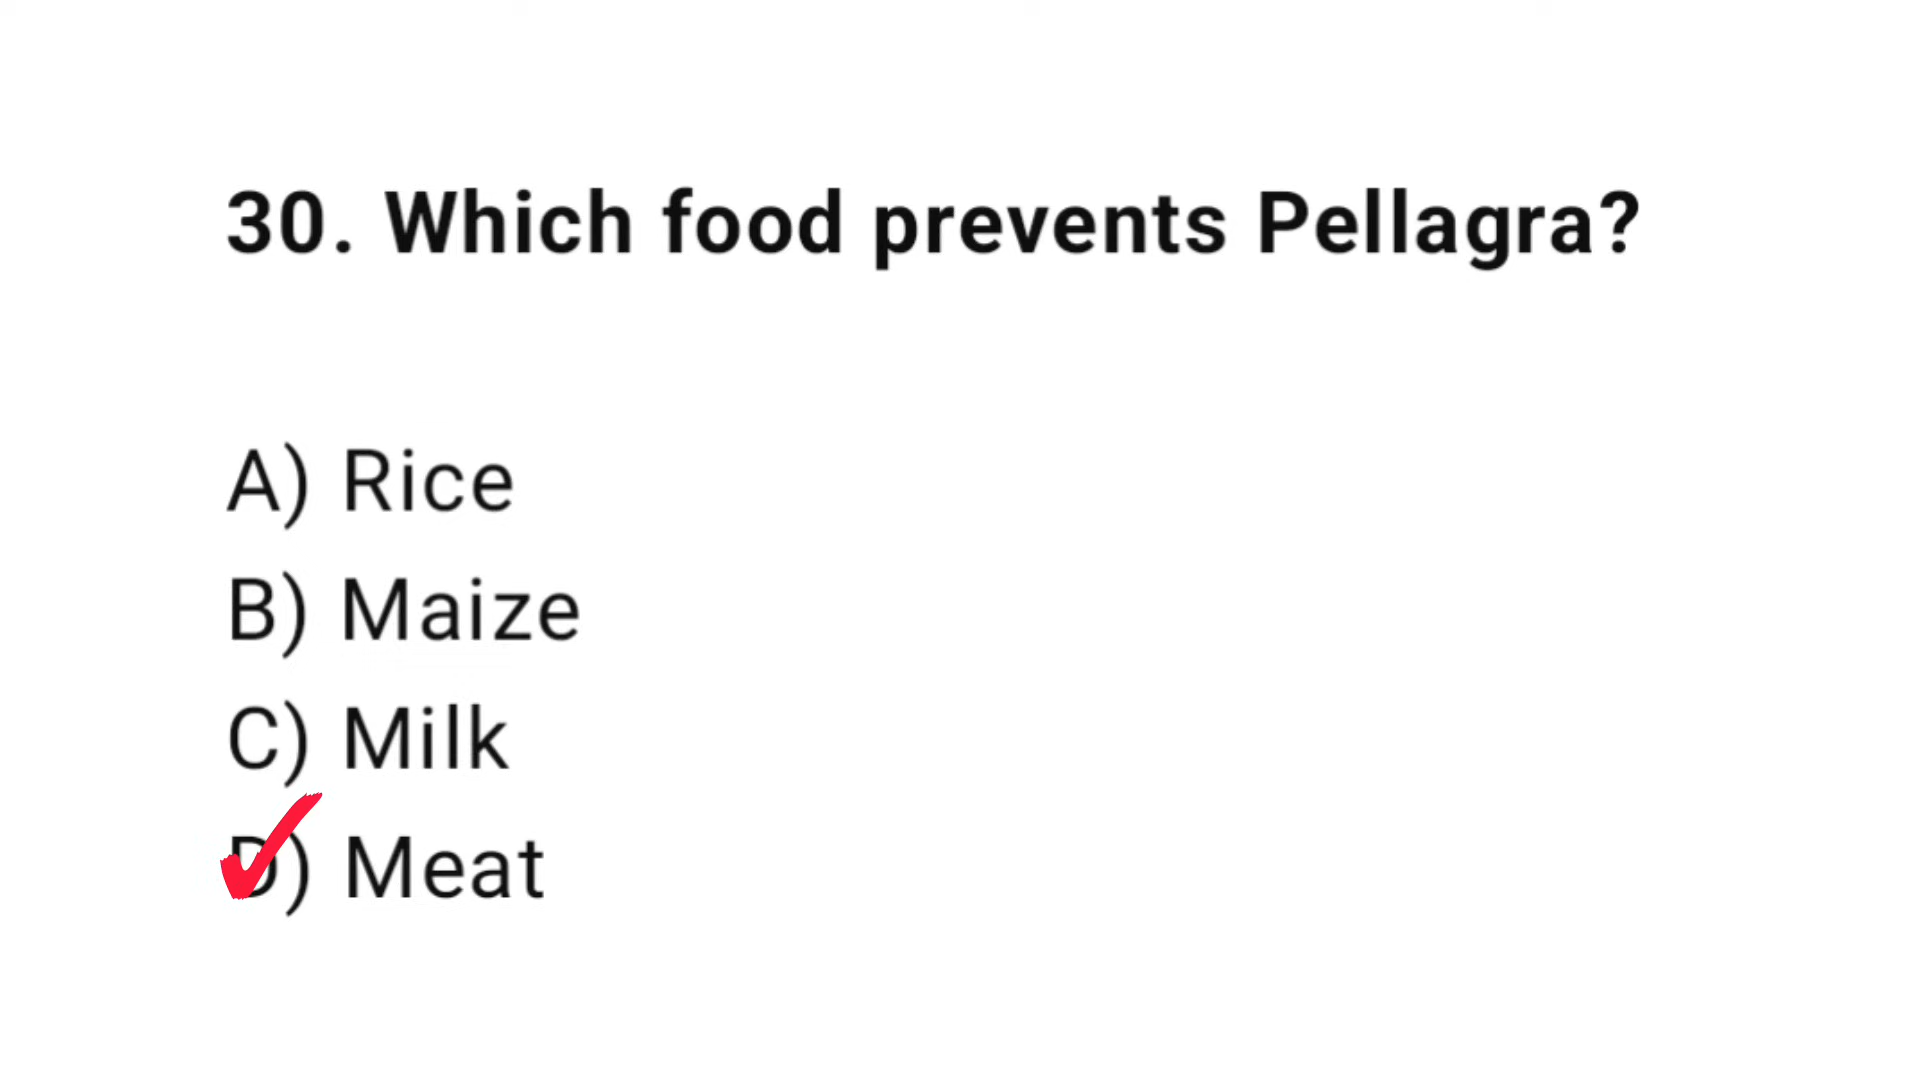 30. Which food prevents Pellagra?
A) Rice
B) Maize
C) Milk
D) Meat